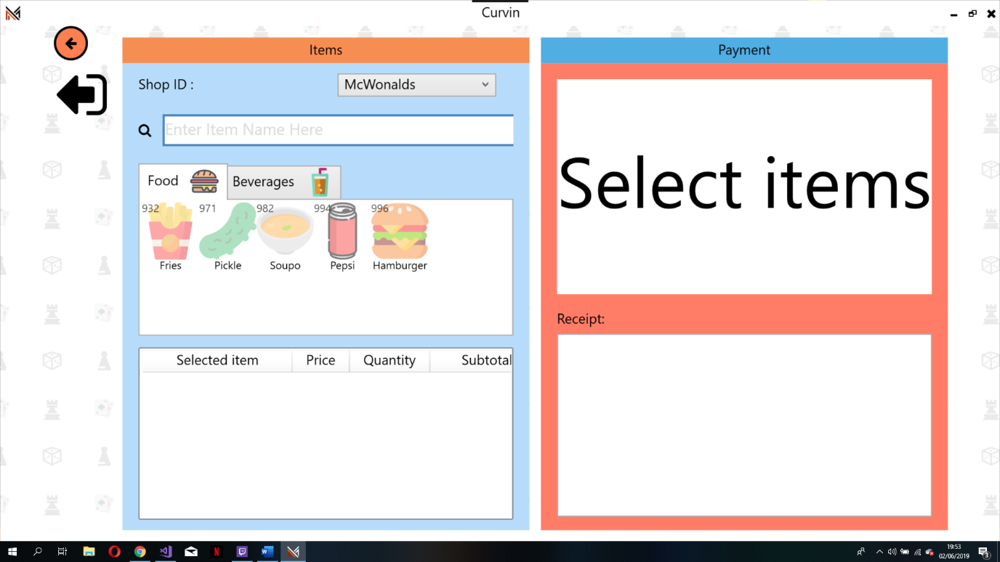 Curvin
Items
Shop ID :
McWonalds
Enter Item Name Here
Food
Beverages
932 971 982 994 996
Fries Pickle Soupo Pepsi Hamburger
Selected item Price Quantity Subtotal
Payment
Select items
Receipt:
19:53
02/06/2019
3